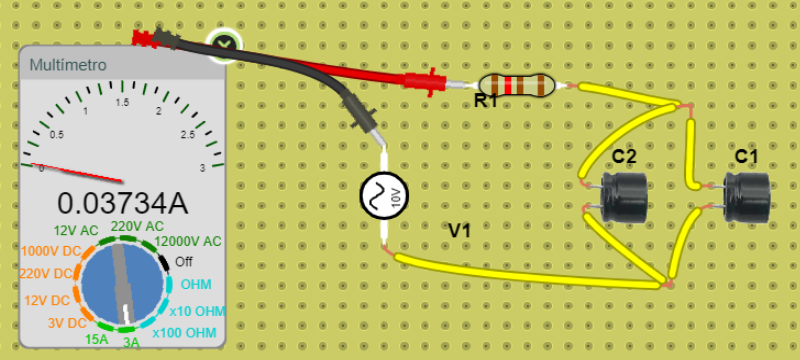 Multímetro
0 0.5 1 1.5 2 2.5 3
0.03734A
12V AC 220V AC 12000V AC
1000V DC Off
220V DC OHM
12V DC x10 OHM
3V DC x100 OHM
15A 3A
R1
10V
V1
C2
C1